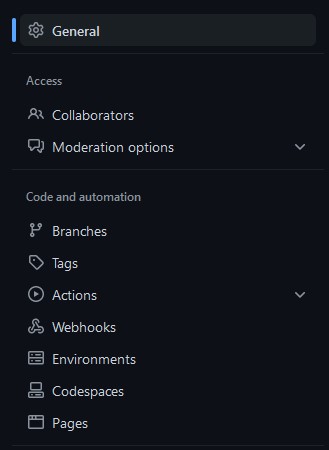 General
Access
Collaborators
Moderation options
Code and automation
Branches
Tags
Actions
Webhooks
Environments
Codespaces
Pages